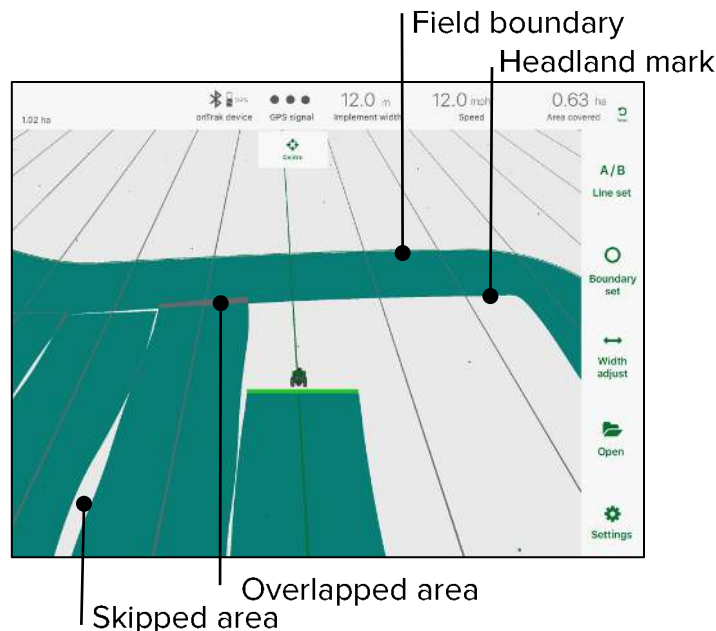 Field boundary
Headland mark
1.02 ha
94%
onTrak device
GPS signal
12.0 m
Implement width
12.0 mph
Speed
0.63 ha
Area covered
Centre
A/B
Line set
Boundary
set
Width
adjust
Open
Settings
Overlapped area
Skipped area